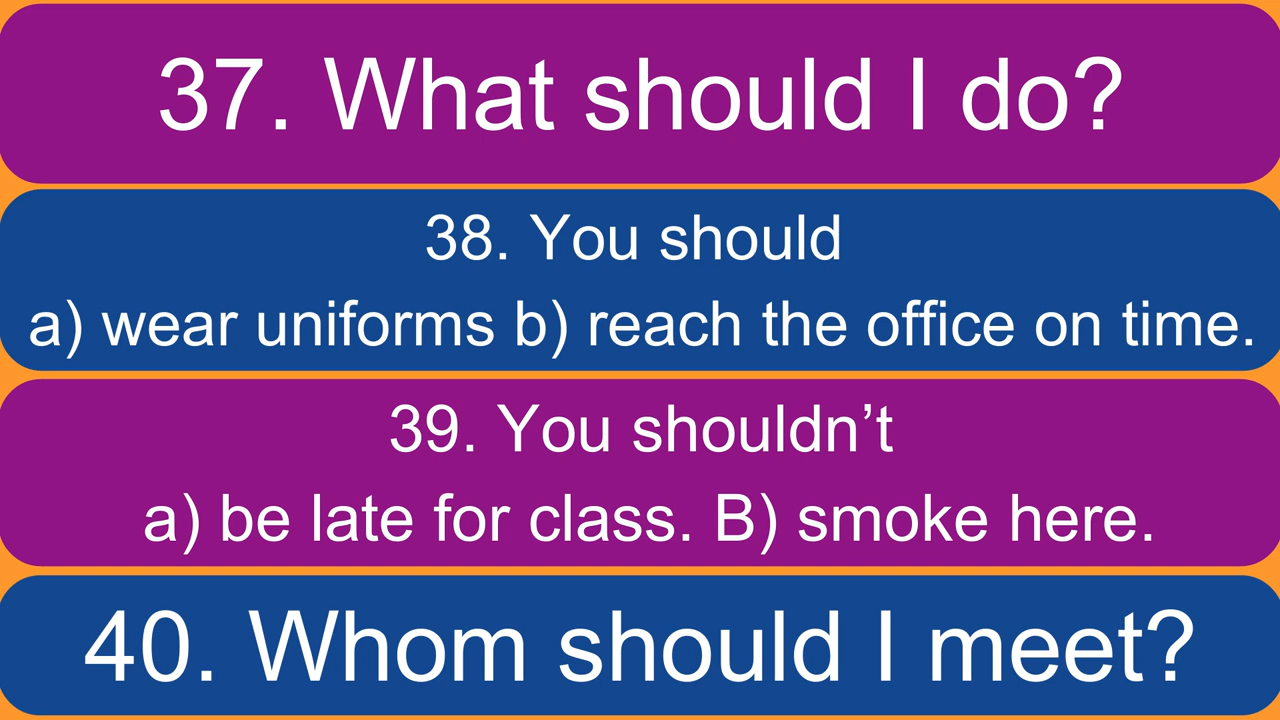 37. What should I do?
38. You should
a) wear uniforms b) reach the office on time.
39. You shouldn’t
a) be late for class. B) smoke here.
40. Whom should I meet?